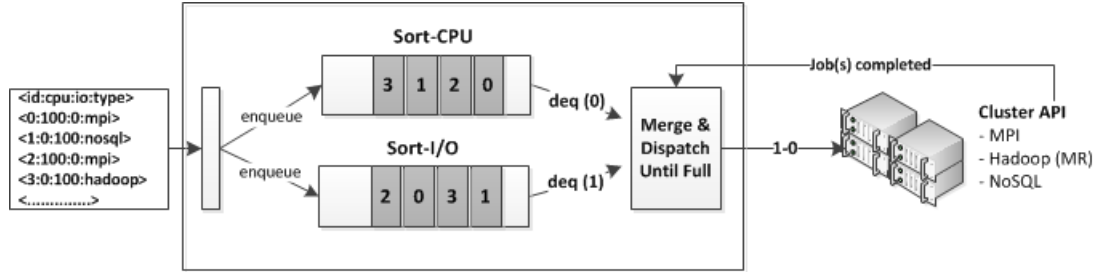 <id:cpu:io:type>
<0:100:0:mpi>
<1:0:100:nosql>
<2:100:0:mpi>
<3:0:100:hadoop>
<..............>
enqueue
enqueue
Sort-CPU
3 1 2 0
Sort-I/O
2 0 3 1
deq (0)
deq (1)
Merge &
Dispatch
Until Full
1-0
Job(s) completed
Cluster API
- MPI
- Hadoop (MR)
- NoSQL